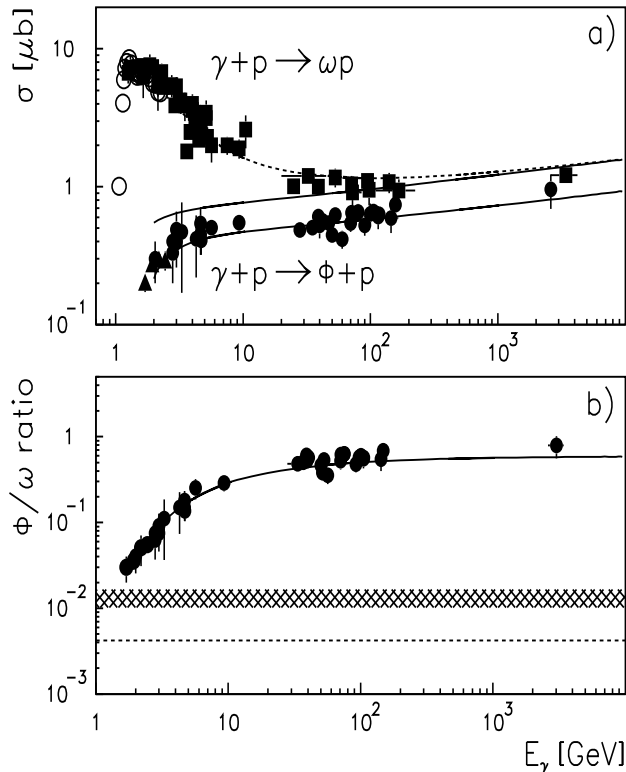 σ [μb]
a)
γ+p → ωp
10
1
γ+p → Φ+p
10⁻¹
1 10 10² 10³
Φ/ω ratio
b)
1
10⁻¹
10⁻²
10⁻³
1 10 10² 10³
E_γ [GeV]